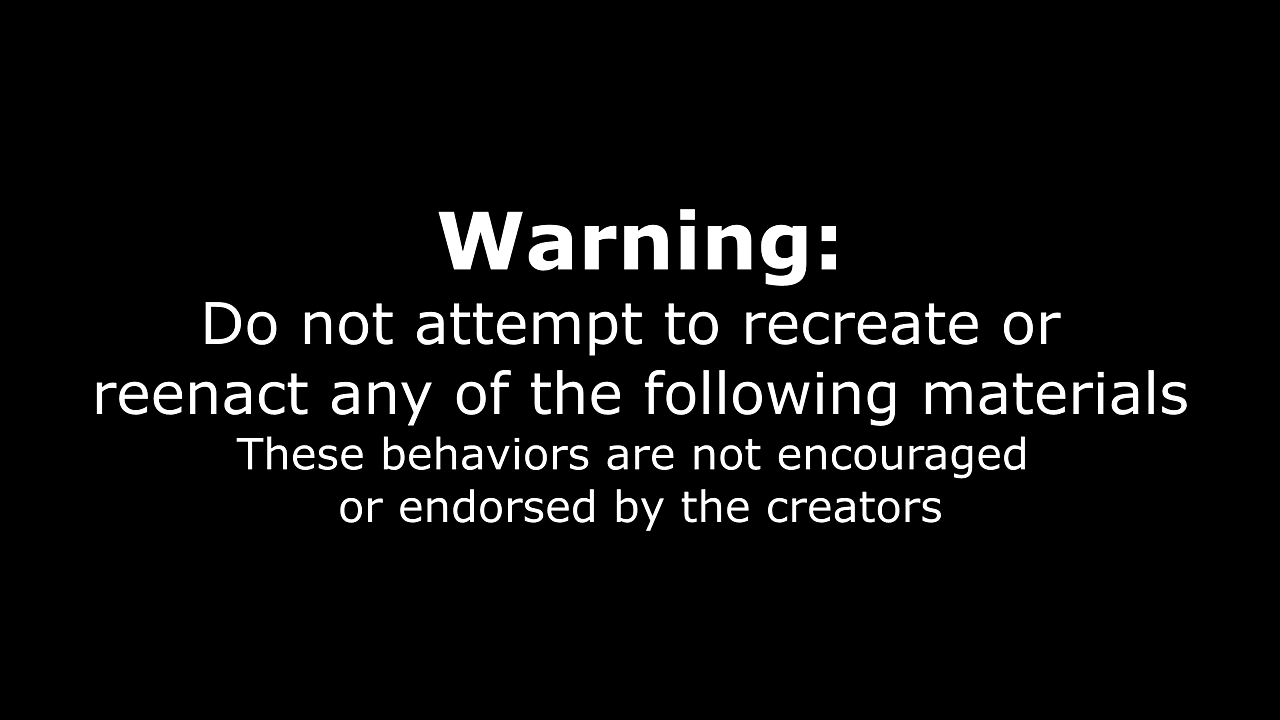 Warning:
Do not attempt to recreate or
reenact any of the following materials
These behaviors are not encouraged
or endorsed by the creators